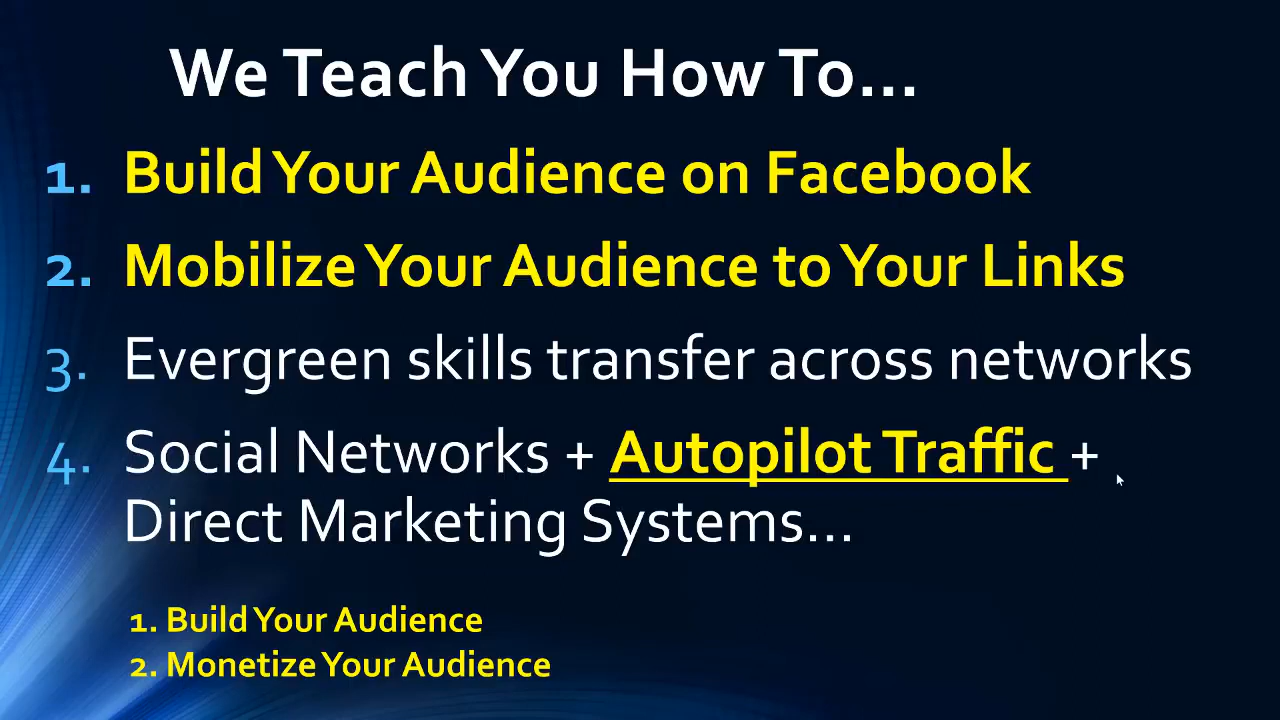 We Teach You How To...
1. Build Your Audience on Facebook
2. Mobilize Your Audience to Your Links
3. Evergreen skills transfer across networks
4. Social Networks + Autopilot Traffic +
Direct Marketing Systems...
1. Build Your Audience
2. Monetize Your Audience